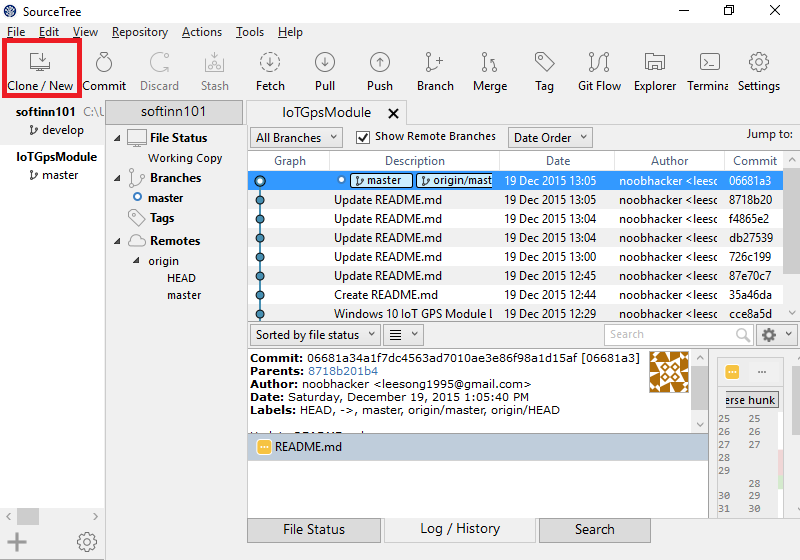 SourceTree
File Edit View Repository Actions Tools Help
Clone / New Commit Discard Stash Fetch Pull Push Branch Merge Tag Git Flow Explorer Termina Settings
softinn101 C:\U
develop
IoTGpsModule
master
softinn101
File Status
Working Copy
Branches
master
Tags
Remotes
origin
HEAD
master
IoTGpsModule
All Branches Show Remote Branches Date Order Jump to:
Graph Description Date Author Commit
master origin/mast 19 Dec 2015 13:05 noobhacker <leesc 06681a3
Update README.md 19 Dec 2015 13:05 noobhacker <leesc 8718b20
Update README.md 19 Dec 2015 13:04 noobhacker <leesc f4865e2
Update README.md 19 Dec 2015 13:04 noobhacker <leesc db27539
Update README.md 19 Dec 2015 13:00 noobhacker <leesc 726c199
Update README.md 19 Dec 2015 12:45 noobhacker <leesc 87e70c7
Create README.md 19 Dec 2015 12:44 noobhacker <leesc 35a46da
Windows 10 IoT GPS Module L 19 Dec 2015 12:29 noobhacker <leesc cce8a5d
Sorted by file status Search
Commit: 06681a34a1f7dc4563ad7010ae3e86f98a1d15af [06681a3]
Parents: 8718b201b4
Author: noobhacker <leesong1995@gmail.com>
Date: Saturday, December 19, 2015 1:05:40 PM
Labels: HEAD, ->, master, origin/master, origin/HEAD
README.md
erse hunk
25 25
26 26
27 27
28
29
28
30 29
31 30
File Status Log / History Search